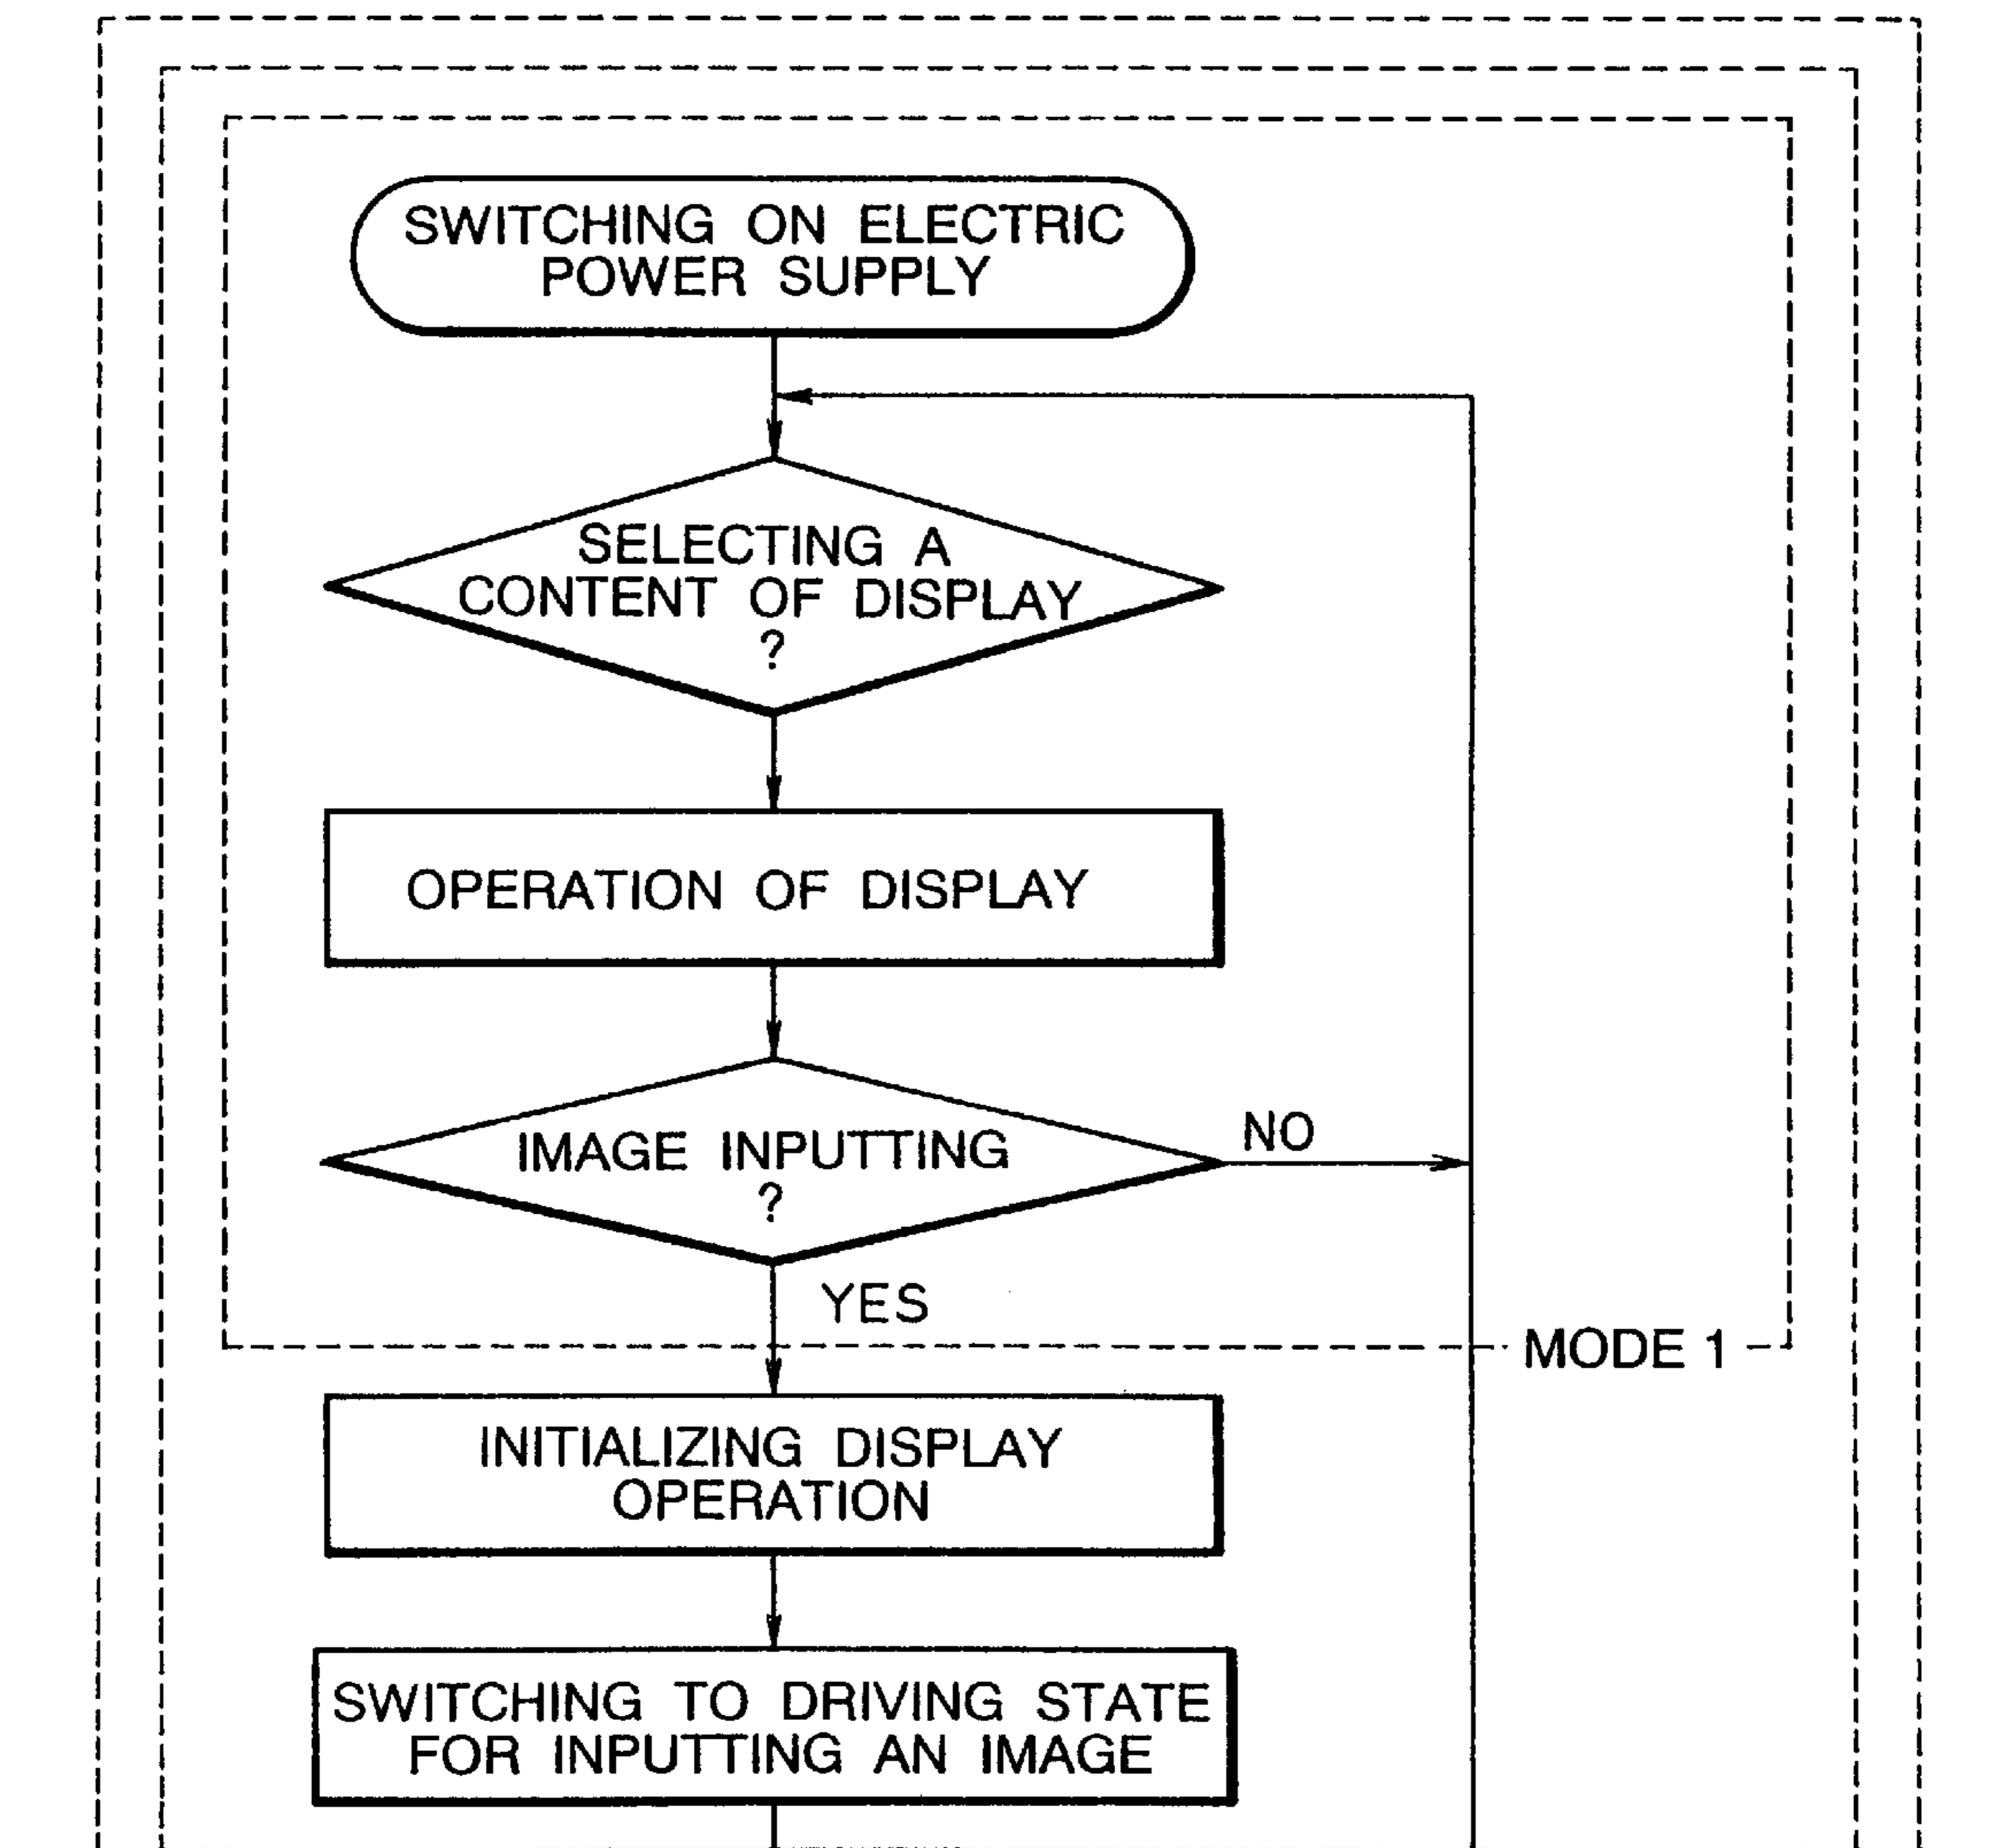 SWITCHING ON ELECTRIC
POWER SUPPLY
SELECTING A
CONTENT OF DISPLAY
?
OPERATION OF DISPLAY
IMAGE INPUTTING
?
NO
YES
MODE 1
INITIALIZING DISPLAY
OPERATION
SWITCHING TO DRIVING STATE
FOR INPUTTING AN IMAGE